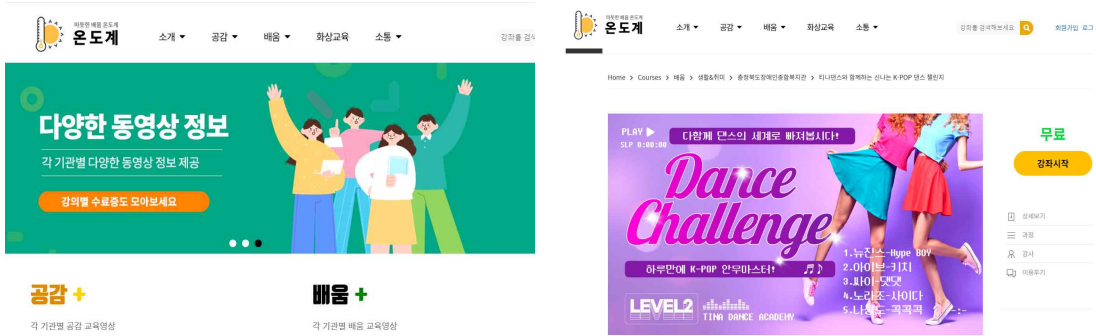 따뜻한 배움 온도계
온도계
소개 ▼ 공감 ▼ 배움 ▼ 화상교육 소통 ▼
강좌를 검색
다양한 동영상 정보
각 기관별 다양한 동영상 정보 제공
강의별 수료증도 모아보세요
공감 +
각 기관별 공감 교육영상
배움 +
각 기관별 배움 교육영상
따뜻한 배움 온도계
온도계
소개 ▼ 공감 ▼ 배움 ▼ 화상교육 소통 ▼
강좌를 검색해보세요
회원가입 로그
Home > Courses > 배움 > 생활&취미 > 충청북도장애인종합복지관 > 티나댄스와 함께하는 신나는 K-POP 댄스 챌린지
PLAY ▶
SLP 0:00:00
다함께 댄스의 세계로 빠져봅시다!
Dance
Challenge
하루만에 K-POP 안무마스터!
1.뉴진스-Hype BOY
2.아이브-키치
3.싸이-댓댓
4.노라조-사이다
LEVEL2
TINA DANCE ACADEMY
무료
강좌시작
상세보기
과정
강사
이용후기